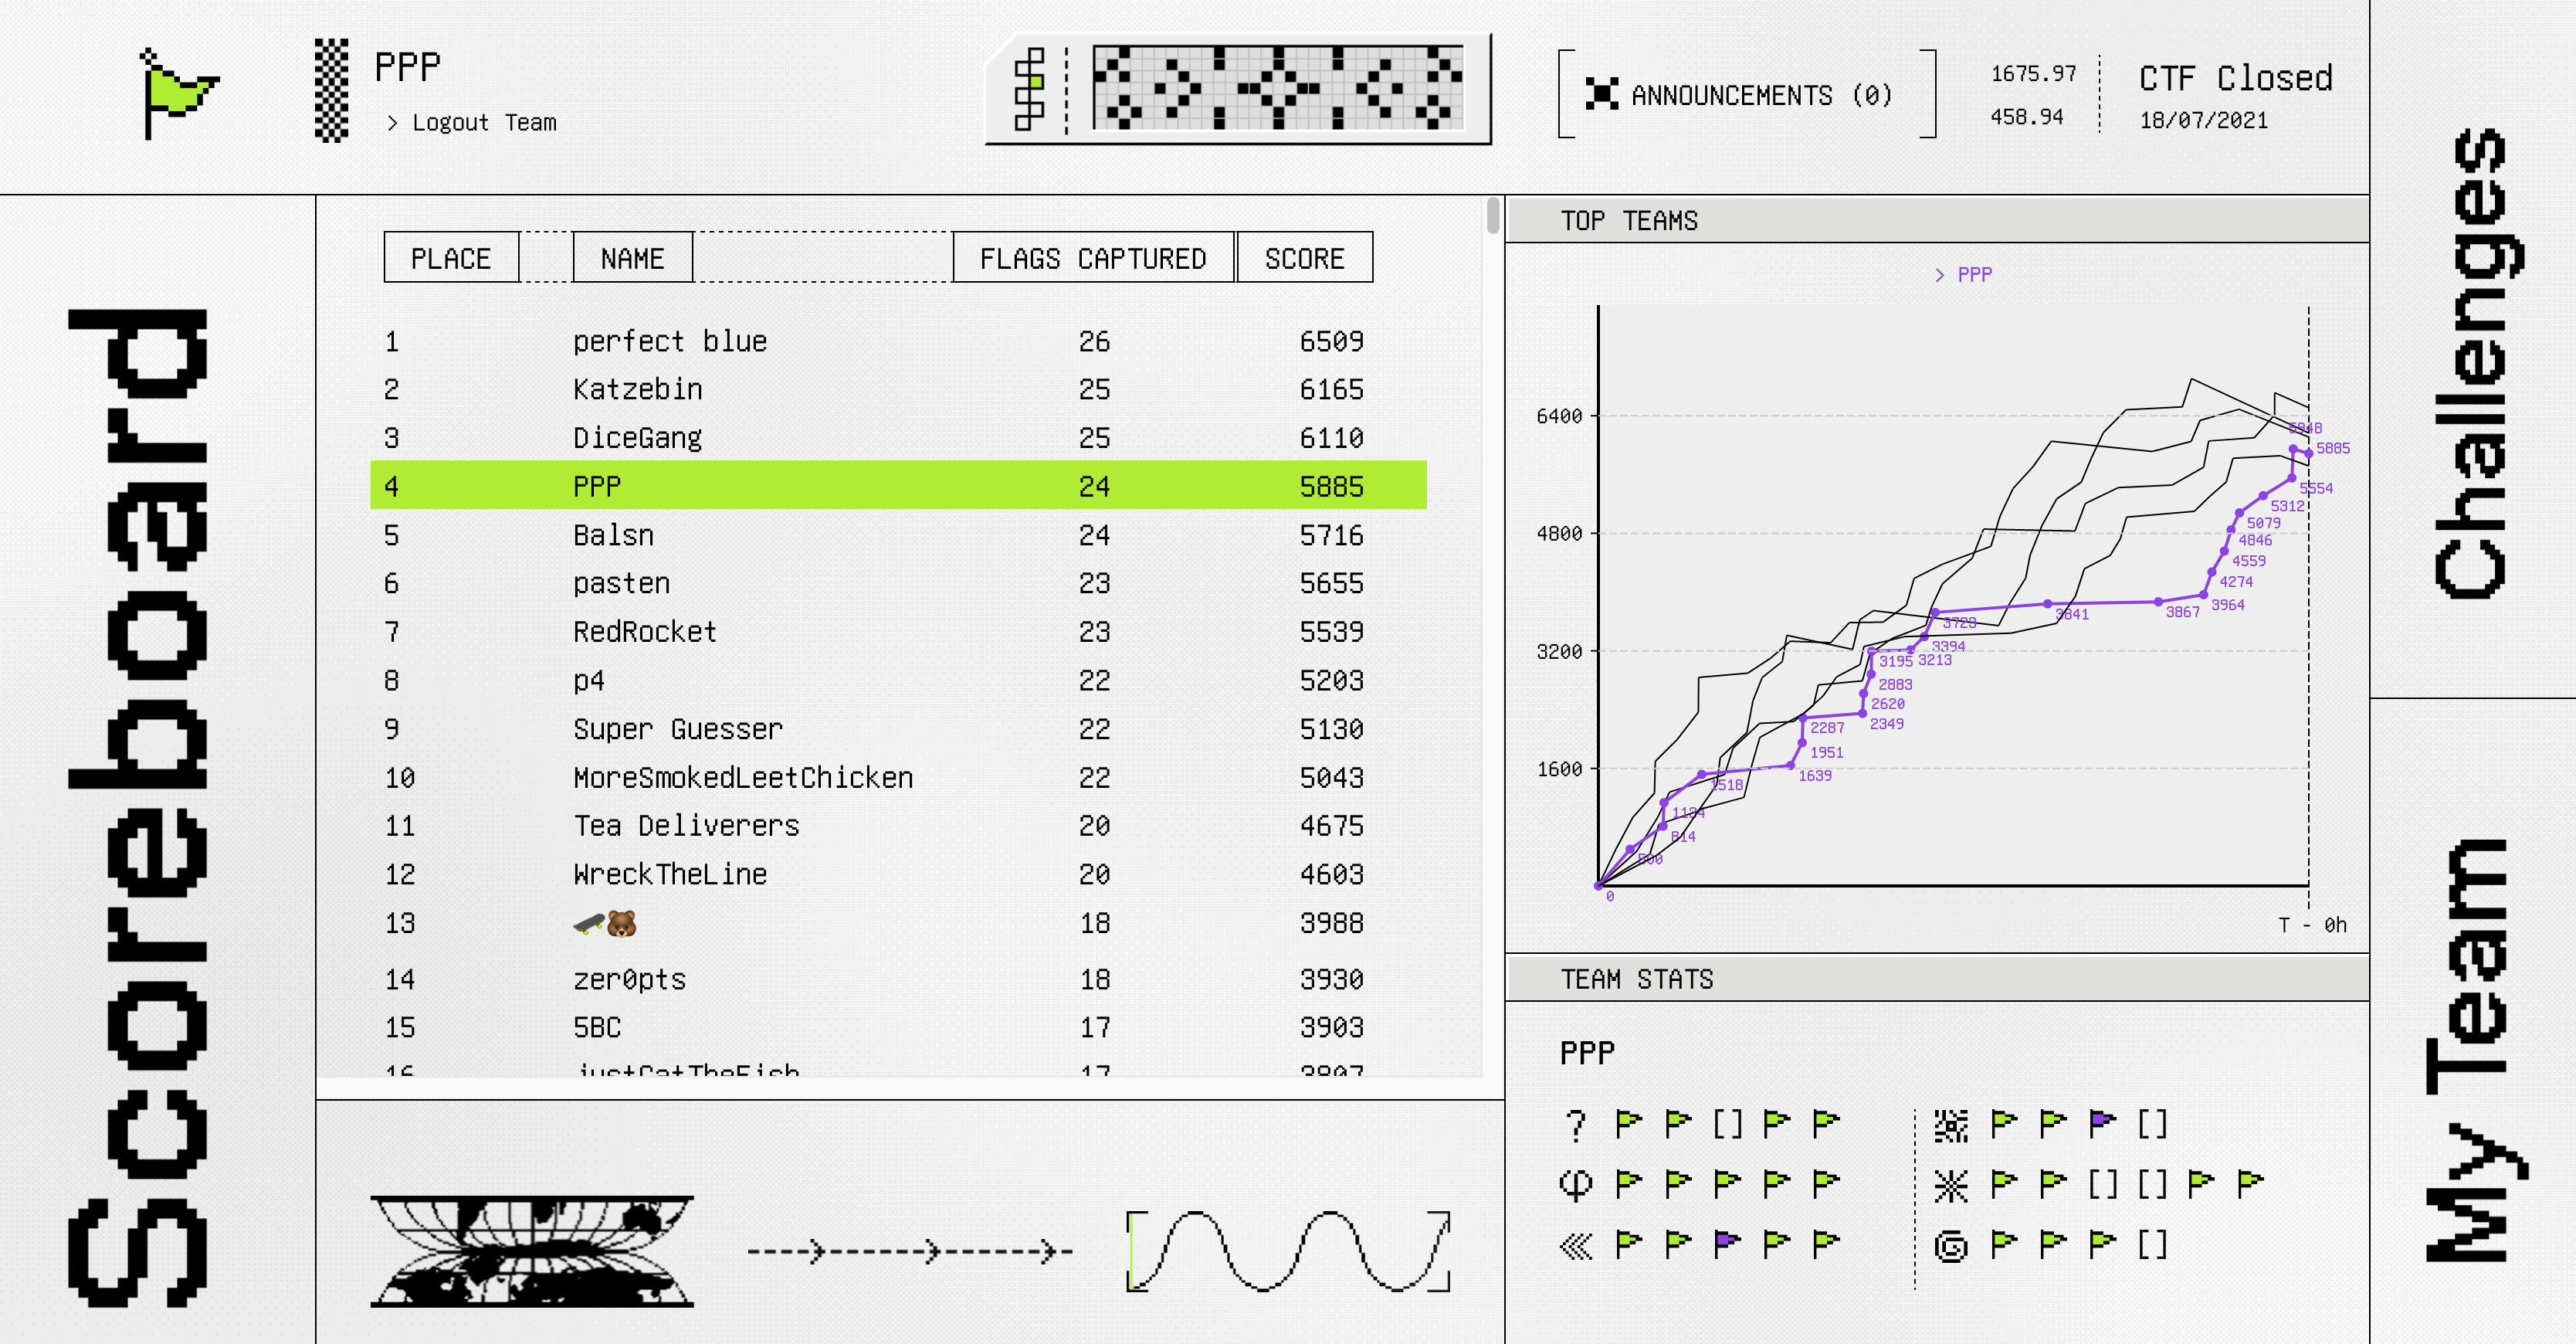 PPP
> Logout Team
ANNOUNCEMENTS (0)
1675.97
458.94
CTF Closed
18/07/2021
Scoreboard
PLACE NAME FLAGS CAPTURED SCORE
1 perfect blue 26 6509
2 Katzebin 25 6165
3 DiceGang 25 6110
4 PPP 24 5885
5 Balsn 24 5716
6 pasten 23 5655
7 RedRocket 23 5539
8 p4 22 5203
9 Super Guesser 22 5130
10 MoreSmokedLeetChicken 22 5043
11 Tea Deliverers 20 4675
12 WreckTheLine 20 4603
13 🛹🐻 18 3988
14 zer0pts 18 3930
15 5BC 17 3903
16 justCatTheFish 17 3807
TOP TEAMS
> PPP
6400
4800
3200
1600
0
500
814
1134
1518
1639
1951
2287
2349
2620
2883
3195
3213
3394
3723
3841
3867
3964
4274
4559
4846
5079
5312
5554
5948
5885
T - 0h
TEAM STATS
PPP
? [] 
[]
[] []
[]
Challenges
My Team